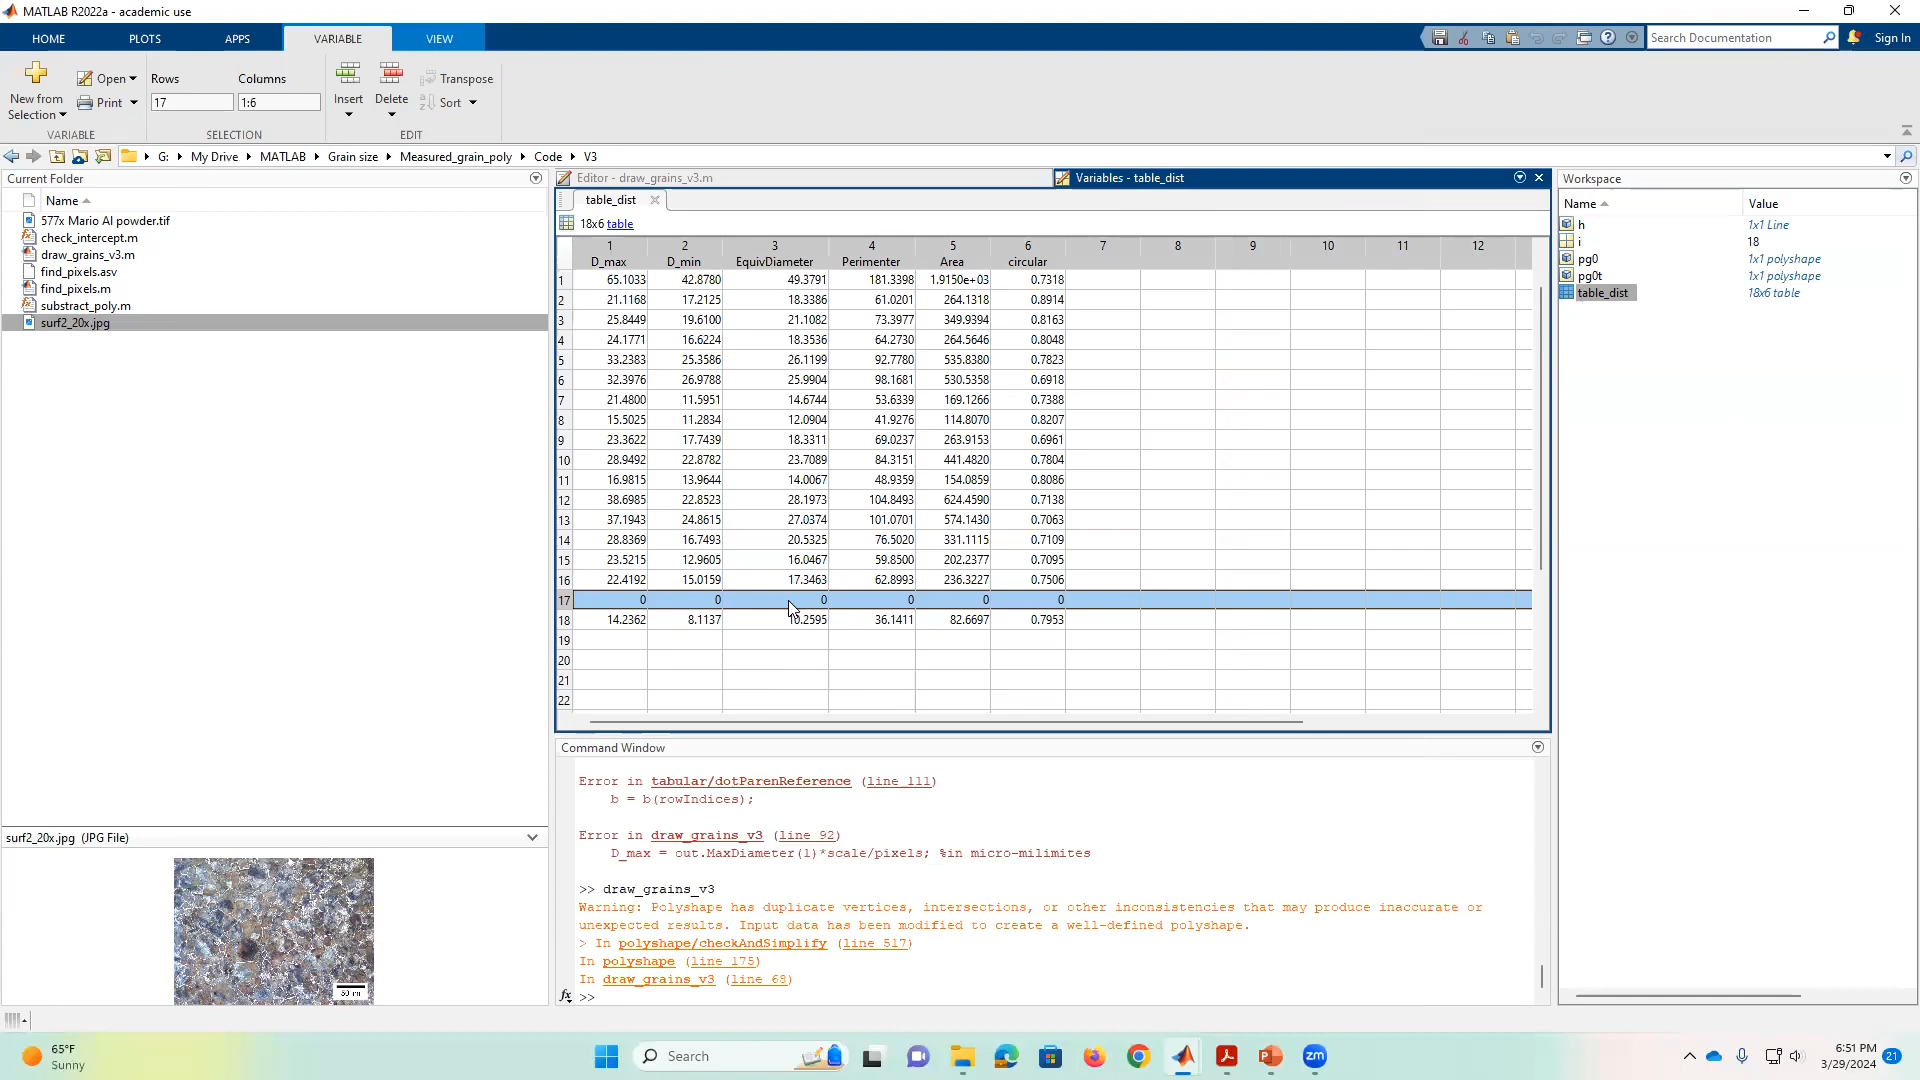 MATLAB R2022a - academic use
HOME PLOTS APPS VARIABLE VIEW Search Documentation Sign In
New from Selection Open Print Rows 17 Columns 1:6 Insert Delete Transpose Sort
VARIABLE SELECTION EDIT
G: My Drive MATLAB Grain size Measured_grain_poly Code V3
Current Folder
Name
577x Mario Al powder.tif
check_intercept.m
draw_grains_v3.m
find_pixels.asv
find_pixels.m
substract_poly.m
surf2_20x.jpg
surf2_20x.jpg (JPG File)
Editor - draw_grains_v3.m Variables - table_dist
table_dist
18x6 table
1 2 3 4 5 6 7 8 9 10 11 12
D_max D_min EquivDiameter Perimenter Area circular
1 65.1033 42.8780 49.3791 181.3398 1.9150e+03 0.7318
2 21.1168 17.2125 18.3386 61.0201 264.1318 0.8914
3 25.8449 19.6100 21.1082 73.3977 349.9394 0.8163
4 24.1771 16.6224 18.3536 64.2730 264.5646 0.8048
5 33.2383 25.3586 26.1199 92.7780 535.8380 0.7823
6 32.3976 26.9788 25.9904 98.1681 530.5358 0.6918
7 21.4800 11.5951 14.6744 53.6339 169.1266 0.7388
8 15.5025 11.2834 12.0904 41.9276 114.8070 0.8207
9 23.3622 17.7439 18.3311 69.0237 263.9153 0.6961
10 28.9492 22.8782 23.7089 84.3151 441.4820 0.7804
11 16.9815 13.9644 14.0067 48.9359 154.0859 0.8086
12 38.6985 22.8523 28.1973 104.8493 624.4590 0.7138
13 37.1943 24.8615 27.0374 101.0701 574.1430 0.7063
14 28.8369 16.7493 20.5325 76.5020 331.1115 0.7109
15 23.5215 12.9605 16.0467 59.8500 202.2377 0.7095
16 22.4192 15.0159 17.3463 62.8993 236.3227 0.7506
17 0 0 0 0 0 0
18 14.2362 8.1137 10.2595 36.1411 82.6697 0.7953
19
20
21
22
Command Window
Error in tabular/dotParenReference (line 111)
b = b(rowIndices);
Error in draw_grains_v3 (line 92)
D_max = out.MaxDiameter(1)*scale/pixels; %in micro-milimites
>> draw_grains_v3
Warning: Polyshape has duplicate vertices, intersections, or other inconsistencies that may produce inaccurate or
unexpected results. Input data has been modified to create a well-defined polyshape.
> In polyshape/checkAndSimplify (line 517)
In polyshape (line 175)
In draw_grains_v3 (line 68)
fx >>
Workspace
Name Value
h 1x1 Line
i 18
pg0 1x1 polyshape
pg0t 1x1 polyshape
table_dist 18x6 table
65°F
Sunny
Search
zm
6:51 PM
3/29/2024
21